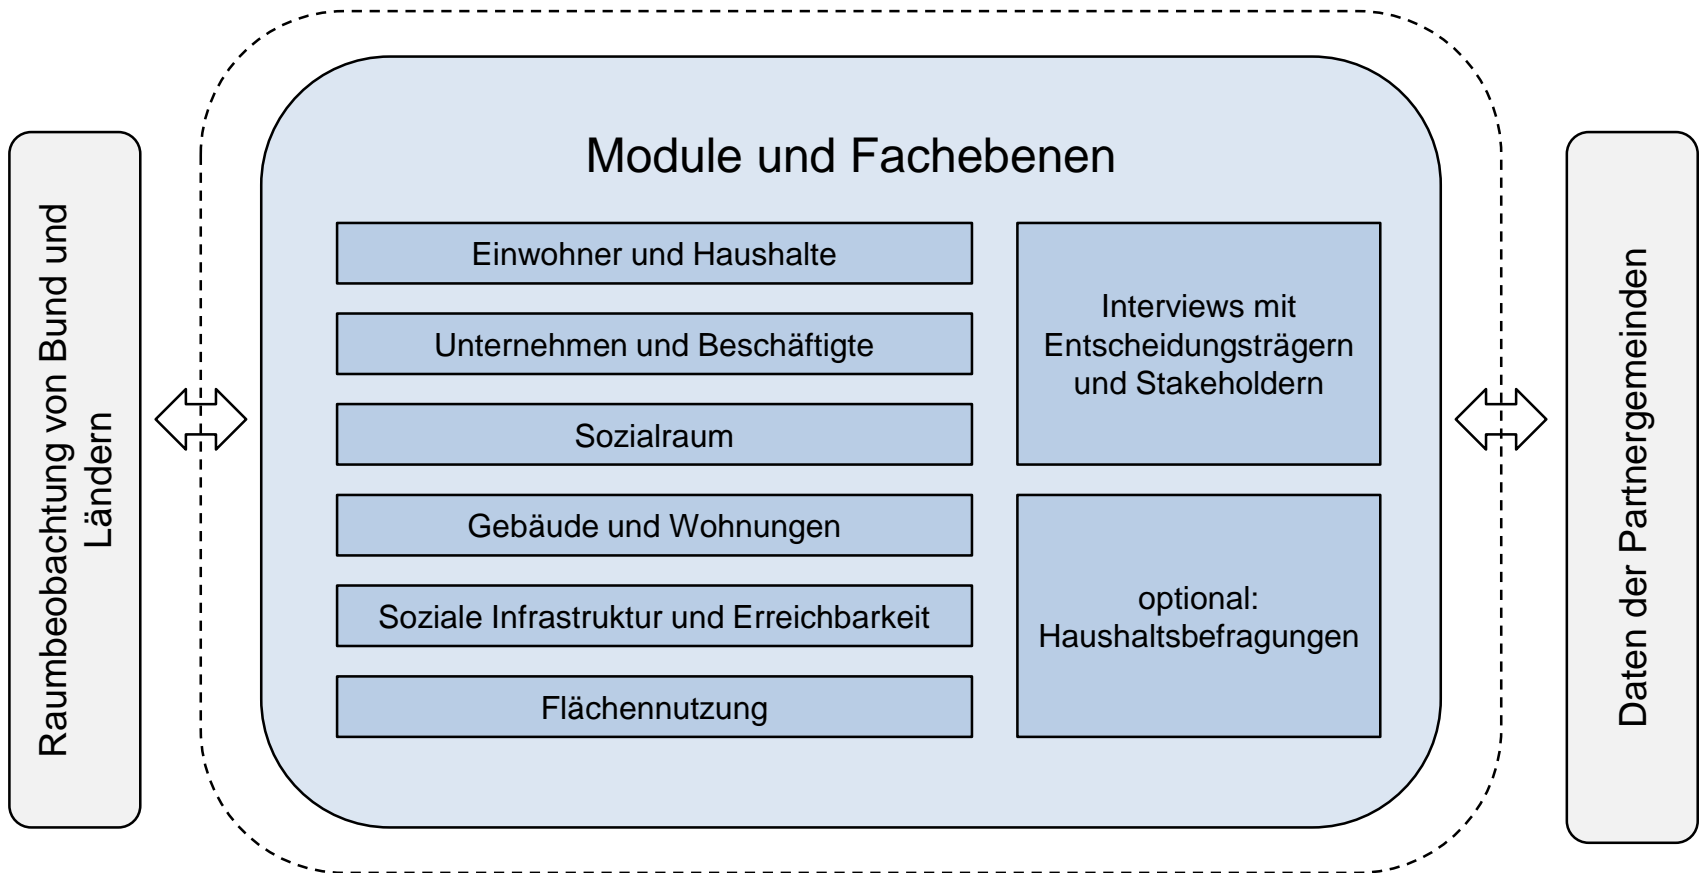 Raumbeobachtung von Bund und
Ländern
Module und Fachebenen
Einwohner und Haushalte
Unternehmen und Beschäftigte
Sozialraum
Gebäude und Wohnungen
Soziale Infrastruktur und Erreichbarkeit
Flächennutzung
Interviews mit
Entscheidungsträgern
und Stakeholdern
optional:
Haushaltsbefragungen
Daten der Partnergemeinden